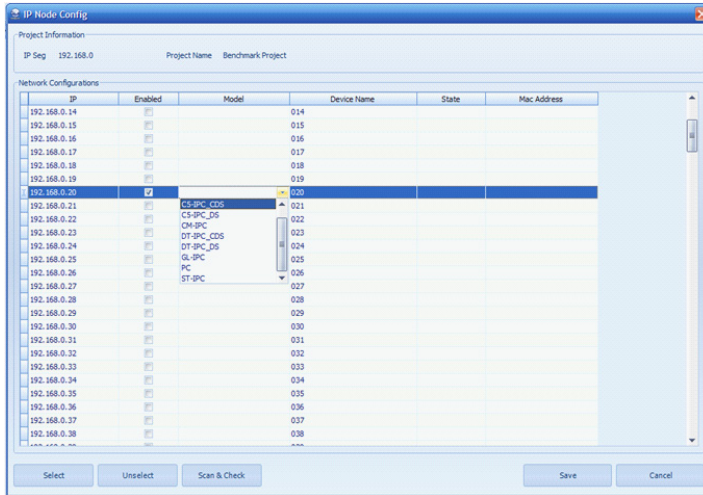 IP Node Config
Project Information
IP Seg 192.168.0 Project Name Benchmark Project
Network Configurations
IP Enabled Model Device Name State Mac Address
192.168.0.14 014
192.168.0.15 015
192.168.0.16 016
192.168.0.17 017
192.168.0.18 018
192.168.0.19 019
192.168.0.20 020
192.168.0.21 C5-IPC_CDS 021
192.168.0.22 C5-IPC_DS 022
192.168.0.23 CM-IPC 023
192.168.0.24 DT-IPC_CDS 024
DT-IPC_DS
192.168.0.25 GL-IPC 025
192.168.0.26 PC 026
192.168.0.27 ST-IPC 027
192.168.0.28 028
192.168.0.29 029
192.168.0.30 030
192.168.0.31 031
192.168.0.32 032
192.168.0.33 033
192.168.0.34 034
192.168.0.35 035
192.168.0.36 036
192.168.0.37 037
192.168.0.38 038
Select Unselect Scan & Check Save Cancel